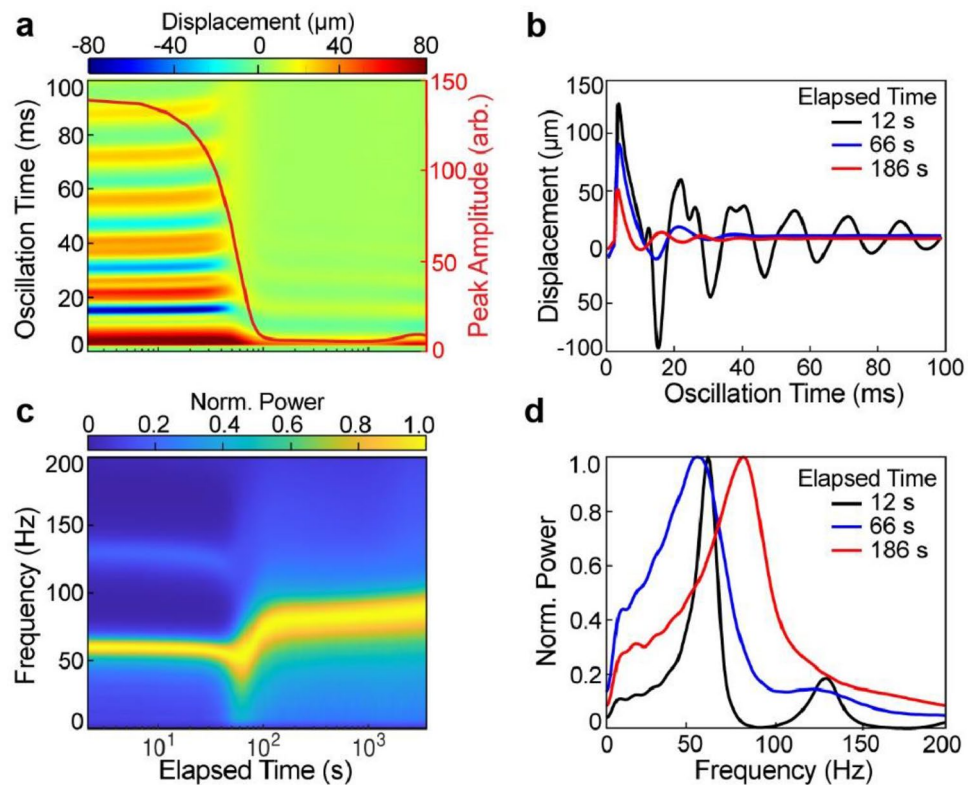 a
Displacement (µm)
-80 -40 0 40 80
100
80
60
40
20
0
Oscillation Time (ms)
150
100
50
0
Peak Amplitude (arb.)
b
Elapsed Time
12 s
66 s
186 s
150
100
50
0
50
-100
Displacement (µm)
0 20 40 60 80 100
Oscillation Time (ms)
c
Norm. Power
0 0.2 0.4 0.6 0.8 1.0
200
150
100
50
0
Frequency (Hz)
10¹ 10² 10³
Elapsed Time (s)
d
Elapsed Time
12 s
66 s
186 s
1.0
0.8
0.6
0.4
0.2
0
Norm. Power
0 50 100 150 200
Frequency (Hz)